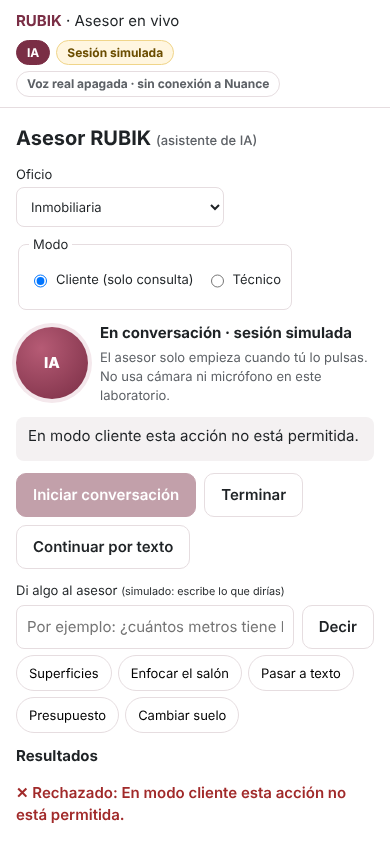 RUBIK · Asesor en vivo
IA
Sesión simulada
Voz real apagada · sin conexión a Nuance
Asesor RUBIK (asistente de IA)
Oficio
Inmobiliaria
Modo
Cliente (solo consulta)
Técnico
IA
En conversación · sesión simulada
El asesor solo empieza cuando tú lo pulsas.
No usa cámara ni micrófono en este
laboratorio.
En modo cliente esta acción no está permitida.
Iniciar conversación
Terminar
Continuar por texto
Di algo al asesor (simulado: escribe lo que dirías)
Por ejemplo: ¿cuántos metros tiene l
Decir
Superficies
Enfocar el salón
Pasar a texto
Presupuesto
Cambiar suelo
Resultados
✕ Rechazado: En modo cliente esta acción no
está permitida.